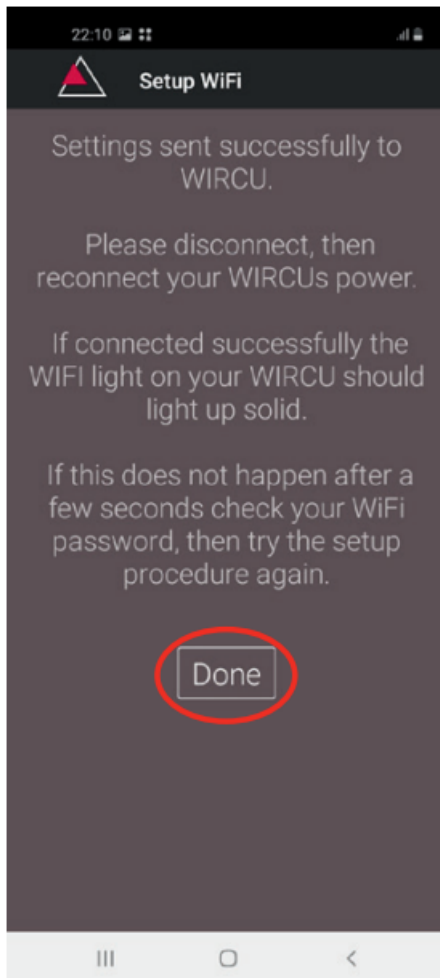 22:10
Setup WiFi
Settings sent successfully to
WIRCU.
Please disconnect, then
reconnect your WIRCUs power.
If connected successfully the
WIFI light on your WIRCU should
light up solid.
If this does not happen after a
few seconds check your WiFi
password, then try the setup
procedure again.
Done